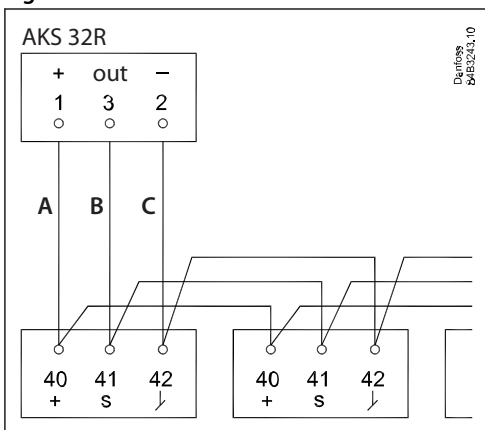 AKS 32R
+ out −
1 3 2
A B C
40 41 42
+ S
40 41 42
+ S
Danfoss
84B3243.10